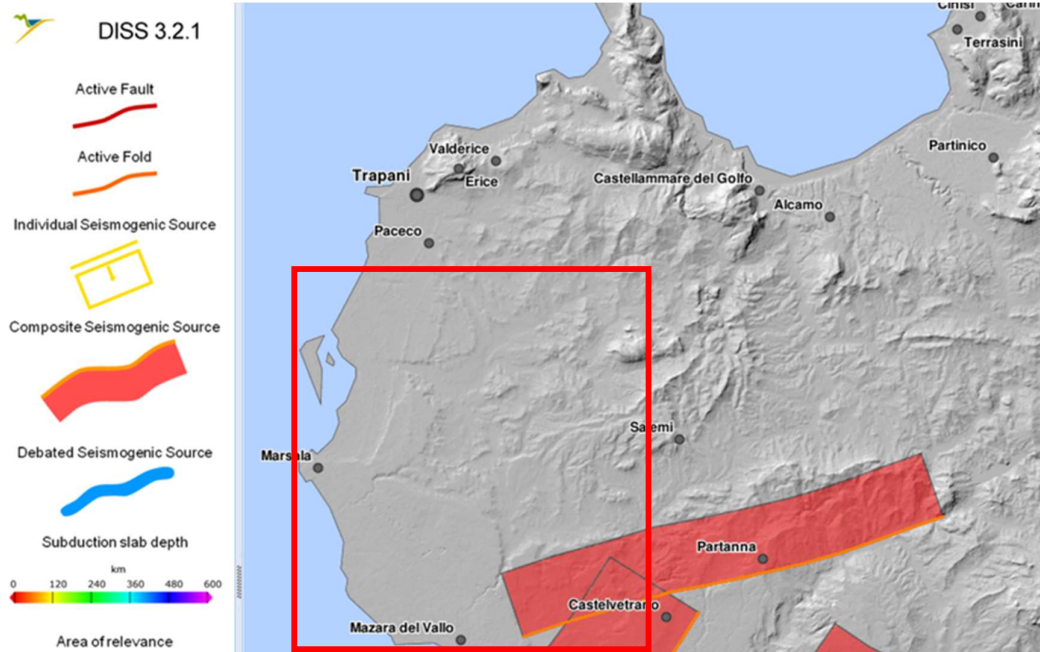 DISS 3.2.1
Active Fault
Active Fold
Individual Seismogenic Source
Composite Seismogenic Source
Debated Seismogenic Source
Subduction slab depth
km
0 120 240 360 480 600
Area of relevance
Cinisi
Terrasini
Partinico
Valderice
Erice
Trapani
Castellammare del Golfo
Alcamo
Paceco
Salemi
Marsala
Partanna
Castelvetrano
Mazara del Vallo